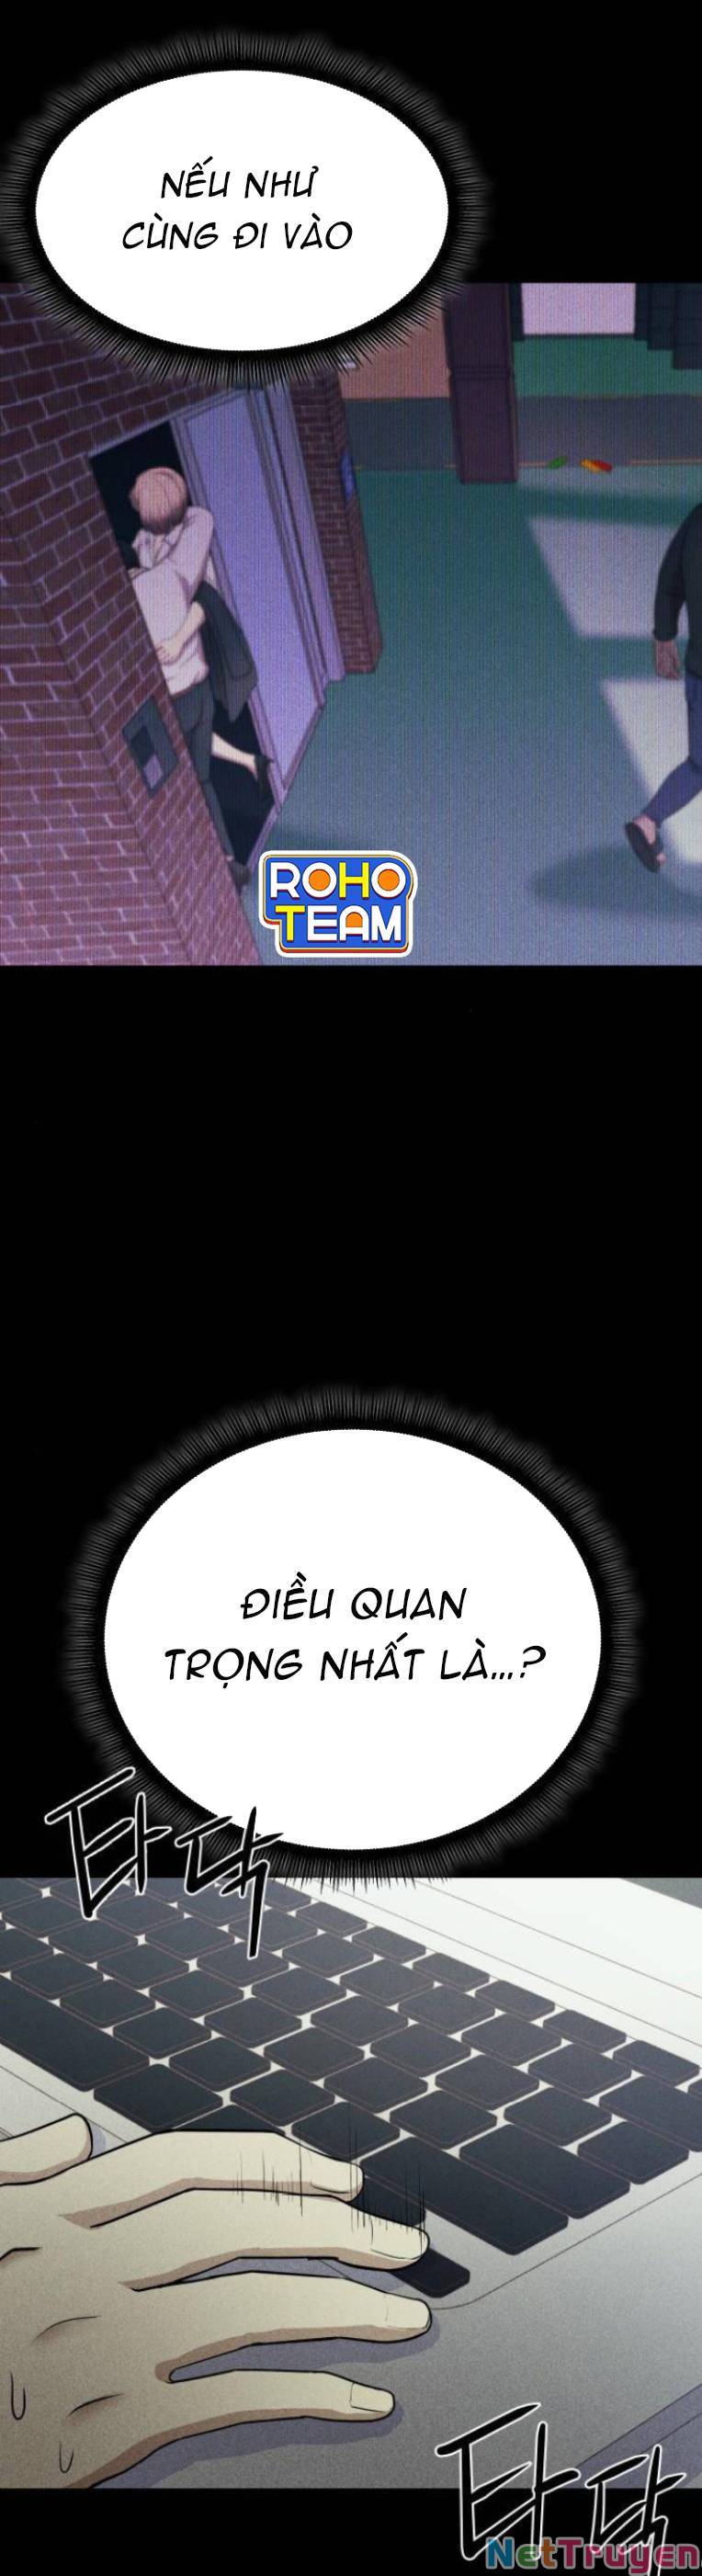 NẾU NHƯ
CÙNG ĐI VÀO
ROHO
TEAM
ĐIỀU QUAN
TRỌNG NHẤT LÀ...?
타 닥
타 닥
NetTruyen